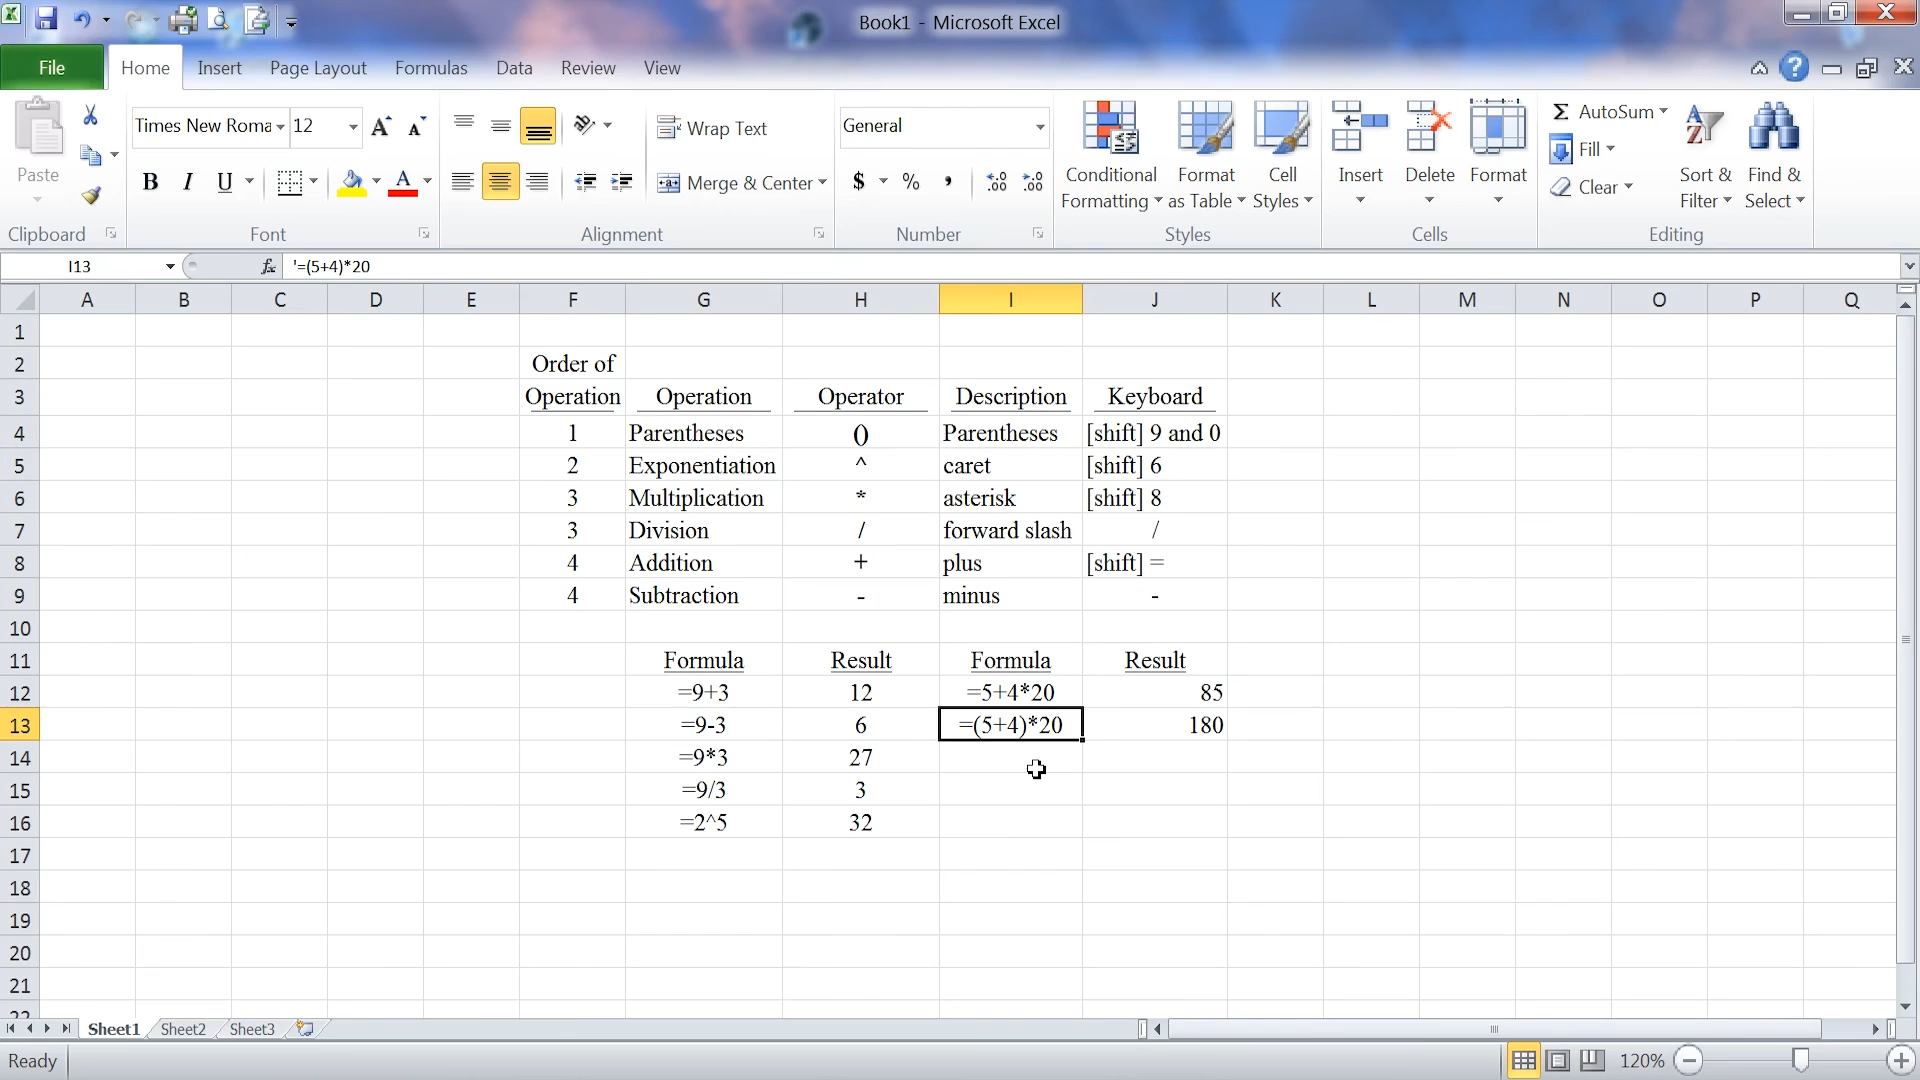 Book1 - Microsoft Excel
File Home Insert Page Layout Formulas Data Review View
Times New Roma 12 Wrap Text General AutoSum
Fill
Paste B I U Merge & Center $ % , .00 .00 Conditional Formatting Format as Table Cell Styles Insert Delete Format Clear Sort & Filter Find & Select
Clipboard Font Alignment Number Styles Cells Editing
I13 fx '=(5+4)*20
A B C D E F G H I J K L M N O P Q
1
2 Order of
3 Operation Operation Operator Description Keyboard
4 1 Parentheses () Parentheses [shift] 9 and 0
5 2 Exponentiation ^ caret [shift] 6
6 3 Multiplication * asterisk [shift] 8
7 3 Division / forward slash /
8 4 Addition + plus [shift] =
9 4 Subtraction - minus -
10
11 Formula Result Formula Result
12 =9+3 12 =5+4*20 85
13 =9-3 6 =(5+4)*20 180
14 =9*3 27
15 =9/3 3
16 =2^5 32
17
18
19
20
21
22
Sheet1 Sheet2 Sheet3
Ready 120%